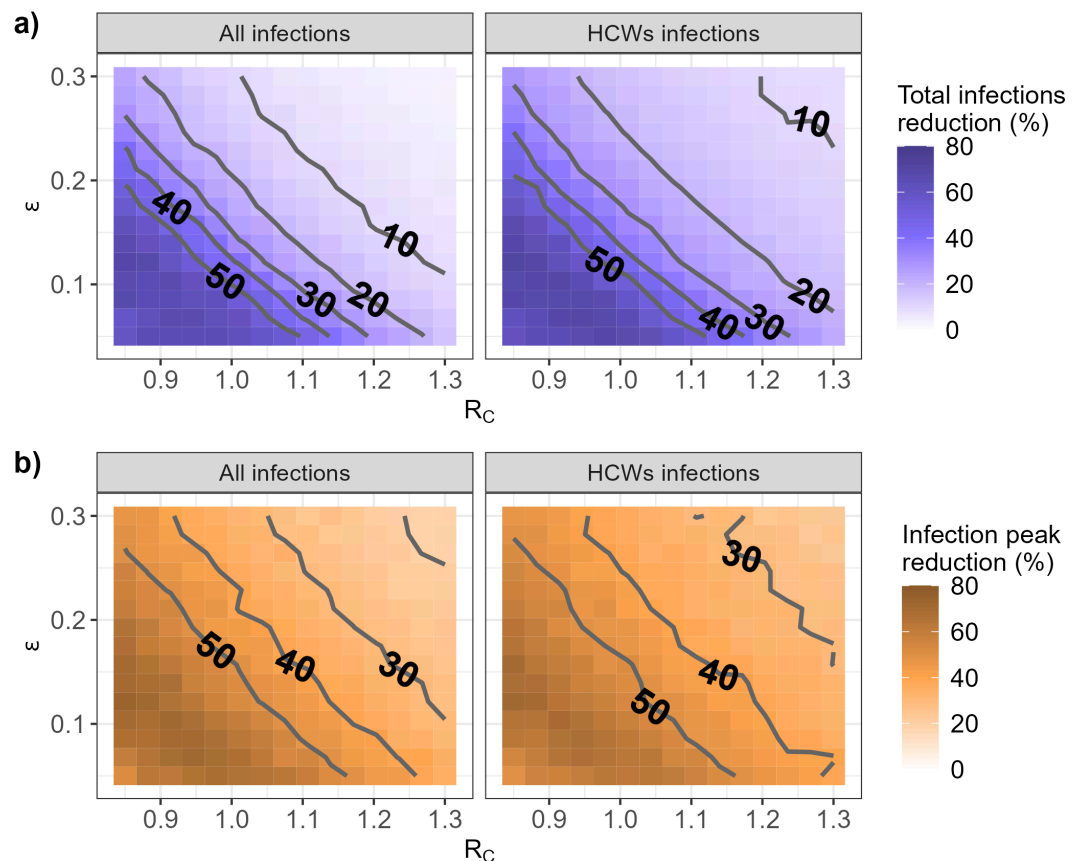 a)
All infections
HCWs infections
0.3
0.2
0.1
ε
10
40
50
30
20
10
50
40
30
20
0.9 1.0 1.1 1.2 1.3
0.9 1.0 1.1 1.2 1.3
R_C
Total infections
reduction (%)
80
60
40
20
0
b)
All infections
HCWs infections
0.3
0.2
0.1
ε
50
40
30
30
40
50
0.9 1.0 1.1 1.2 1.3
0.9 1.0 1.1 1.2 1.3
R_C
Infection peak
reduction (%)
80
60
40
20
0